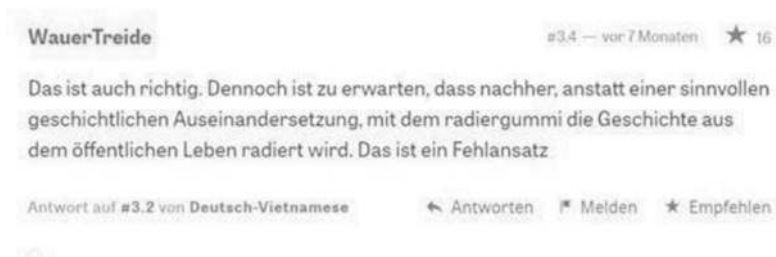 WauerTreide
#3.4 — vor 7 Monaten ★ 16
Das ist auch richtig. Dennoch ist zu erwarten, dass nachher, anstatt einer sinnvollen
geschichtlichen Auseinandersetzung, mit dem radiergummi die Geschichte aus
dem öffentlichen Leben radiert wird. Das ist ein Fehlansatz
Antwort auf #3.2 von Deutsch-Vietnamese
Antworten Melden ★ Empfehlen